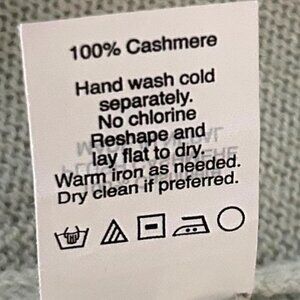 100% Cashmere
Hand wash cold
separately.
No chlorine
Reshape and
lay flat to dry.
Warm iron as needed.
Dry clean if preferred.